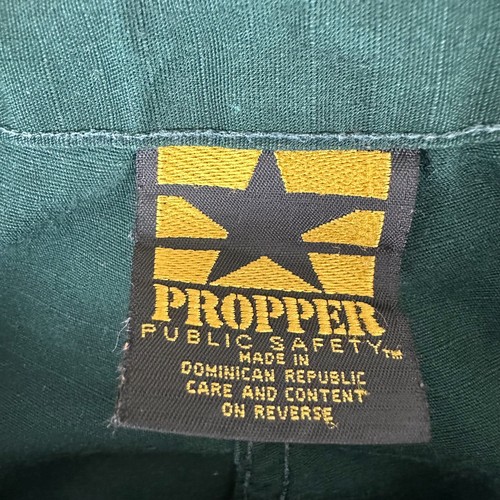 PROPPER
PUBLIC SAFETY™
MADE IN
DOMINICAN REPUBLIC
CARE AND CONTENT
ON REVERSE